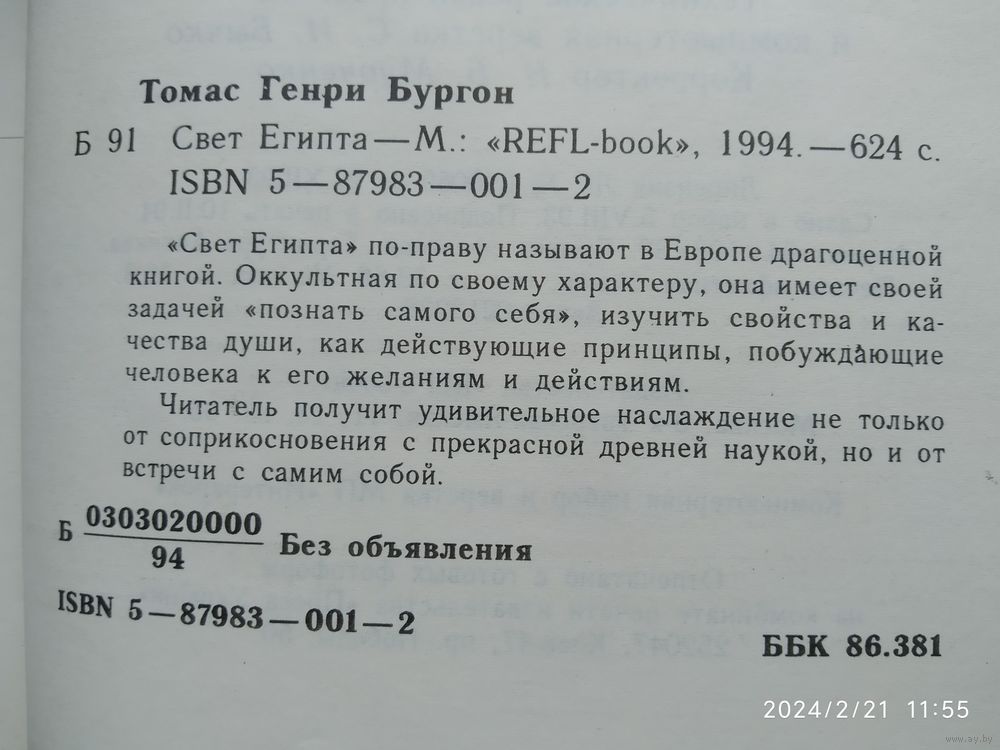 Томас Генри Бургон
Б 91 Свет Египта — М.: «REFL-book», 1994. — 624 с.
ISBN 5—87983—001—2
«Свет Египта» по-праву называют в Европе драгоценной
книгой. Оккультная по своему характеру, она имеет своей
задачей «познать самого себя», изучить свойства и ка-
чества души, как действующие принципы, побуждающие
человека к его желаниям и действиям.
Читатель получит удивительное наслаждение не только
от соприкосновения с прекрасной древней наукой, но и от
встречи с самим собой.
Б 0303020000
94
Без объявления
ISBN 5—87983—001—2
ББК 86.381
2024/2/21 11:55
www.ay.by